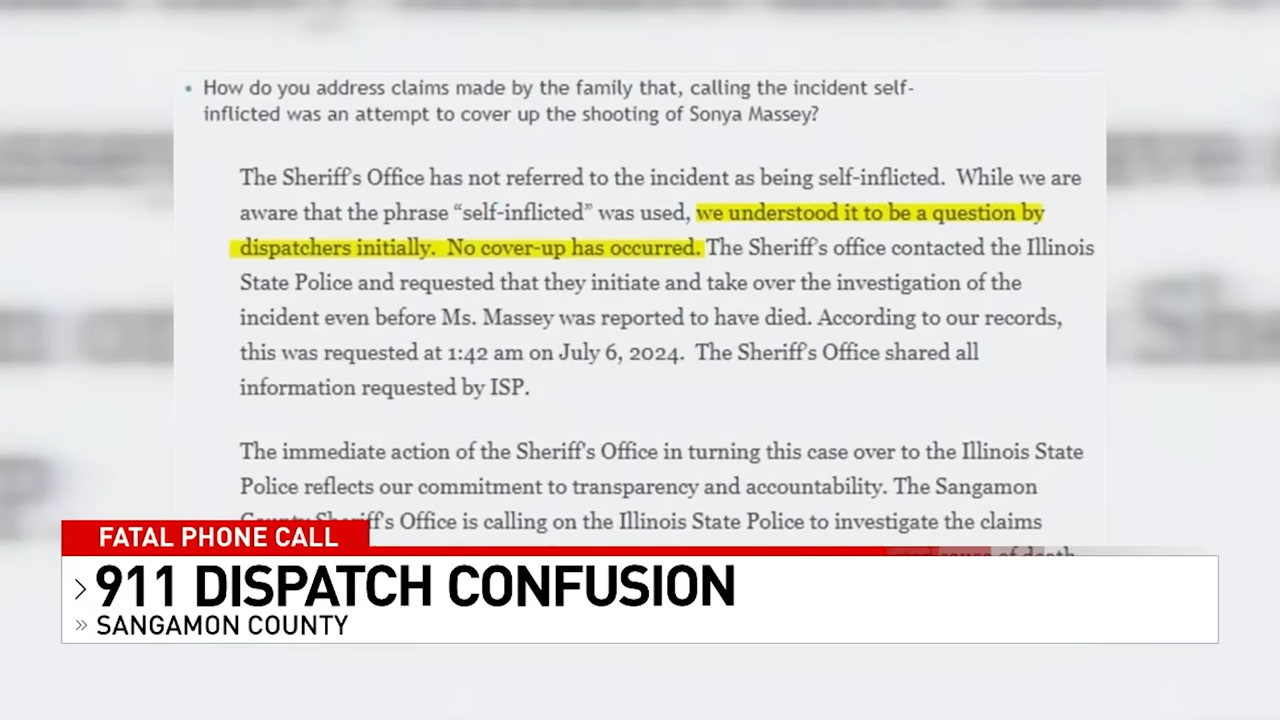 • How do you address claims made by the family that, calling the incident self-
inflicted was an attempt to cover up the shooting of Sonya Massey?
The Sheriff's Office has not referred to the incident as being self-inflicted. While we are
aware that the phrase “self-inflicted” was used, we understood it to be a question by
dispatchers initially. No cover-up has occurred. The Sheriff's office contacted the Illinois
State Police and requested that they initiate and take over the investigation of the
incident even before Ms. Massey was reported to have died. According to our records,
this was requested at 1:42 am on July 6, 2024. The Sheriff's Office shared all
information requested by ISP.
The immediate action of the Sheriff's Office in turning this case over to the Illinois State
Police reflects our commitment to transparency and accountability. The Sangamon
County Sheriff's Office is calling on the Illinois State Police to investigate the claims
of death
FATAL PHONE CALL
911 DISPATCH CONFUSION
SANGAMON COUNTY